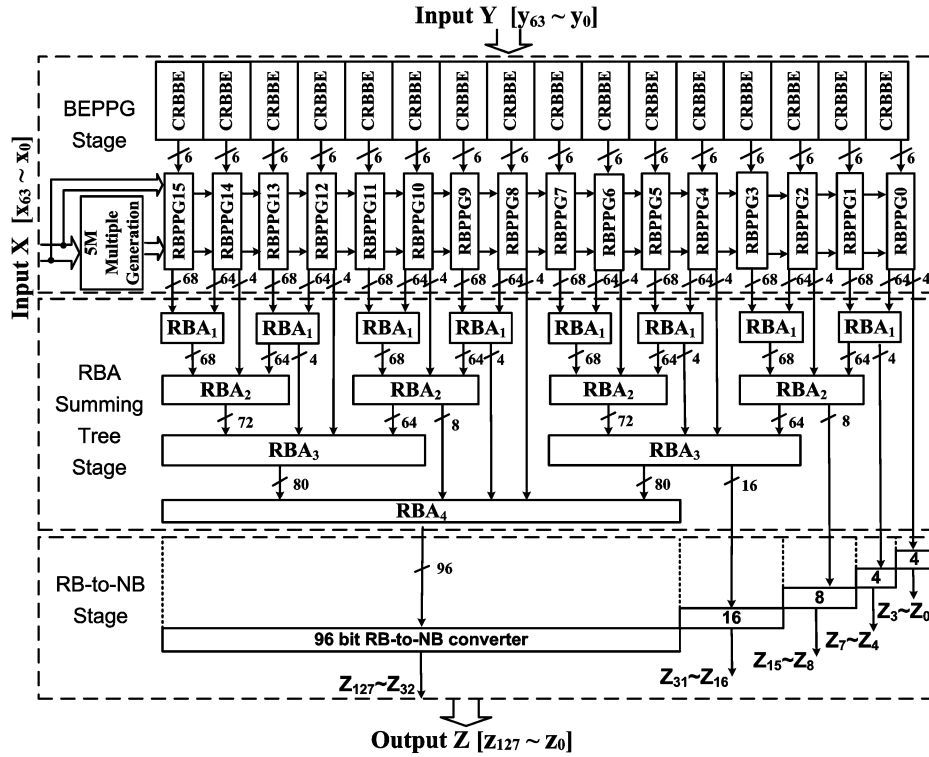 Input Y [y63 ~ y0]
BEPPG Stage
CRBBE CRBBE CRBBE CRBBE CRBBE CRBBE CRBBE CRBBE CRBBE CRBBE CRBBE CRBBE CRBBE CRBBE CRBBE CRBBE
6 6 6 6 6 6 6 6 6 6 6 6 6 6 6 6
Input X [x63 ~ x0]
5M Multiple Generation
RBPPG15 RBPPG14 RBPPG13 RBPPG12 RBPPG11 RBPPG10 RBPPG9 RBPPG8 RBPPG7 RBPPG6 RBPPG5 RBPPG4 RBPPG3 RBPPG2 RBPPG1 RBPPG0
68 64 4 68 64 4 68 64 4 68 64 4 68 64 4 68 64 4 68 64 4 68 64 4
RBA Summing Tree Stage
RBA1 RBA1 RBA1 RBA1 RBA1 RBA1 RBA1 RBA1
68 64 4 68 64 4 68 64 4 68 64 4
RBA2 RBA2 RBA2 RBA2
72 64 8 72 64 8
RBA3 RBA3
80 80 16
RBA4
RB-to-NB Stage
96
4
4
8
16
96 bit RB-to-NB converter
Z3~Z0
Z7~Z4
Z15~Z8
Z31~Z16
Z127~Z32
Output Z [z127 ~ z0]